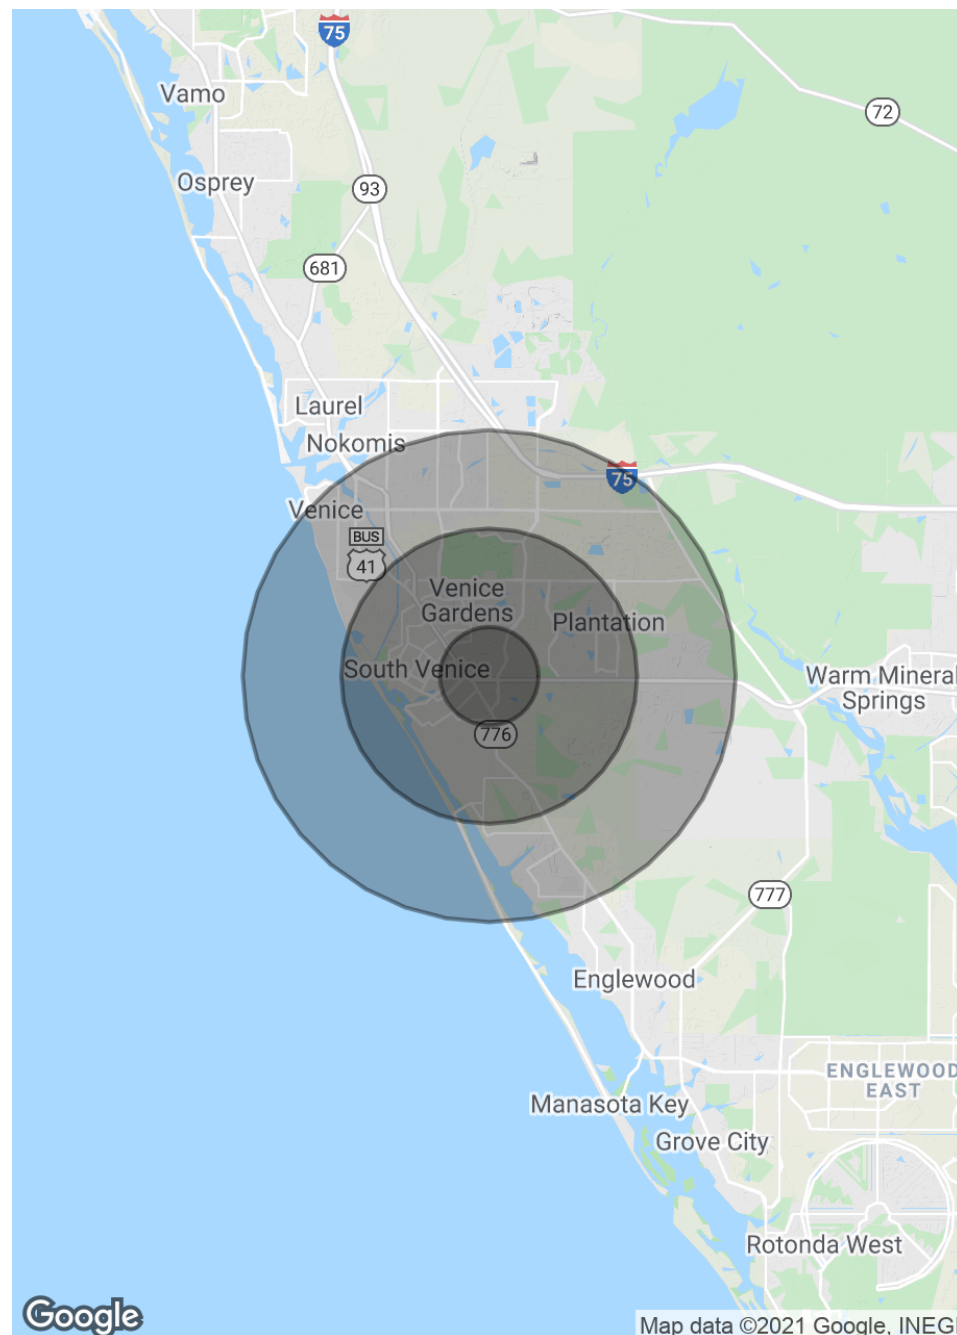 75
Vamo
72
Osprey
93
681
Laurel
Nokomis
75
Venice
BUS
41
Venice
Gardens
Plantation
South Venice
Warm Mineral
Springs
776
777
Englewood
ENGLEWOOD
EAST
Manasota Key
Grove City
Rotonda West
Google
Map data ©2021 Google, INEGI